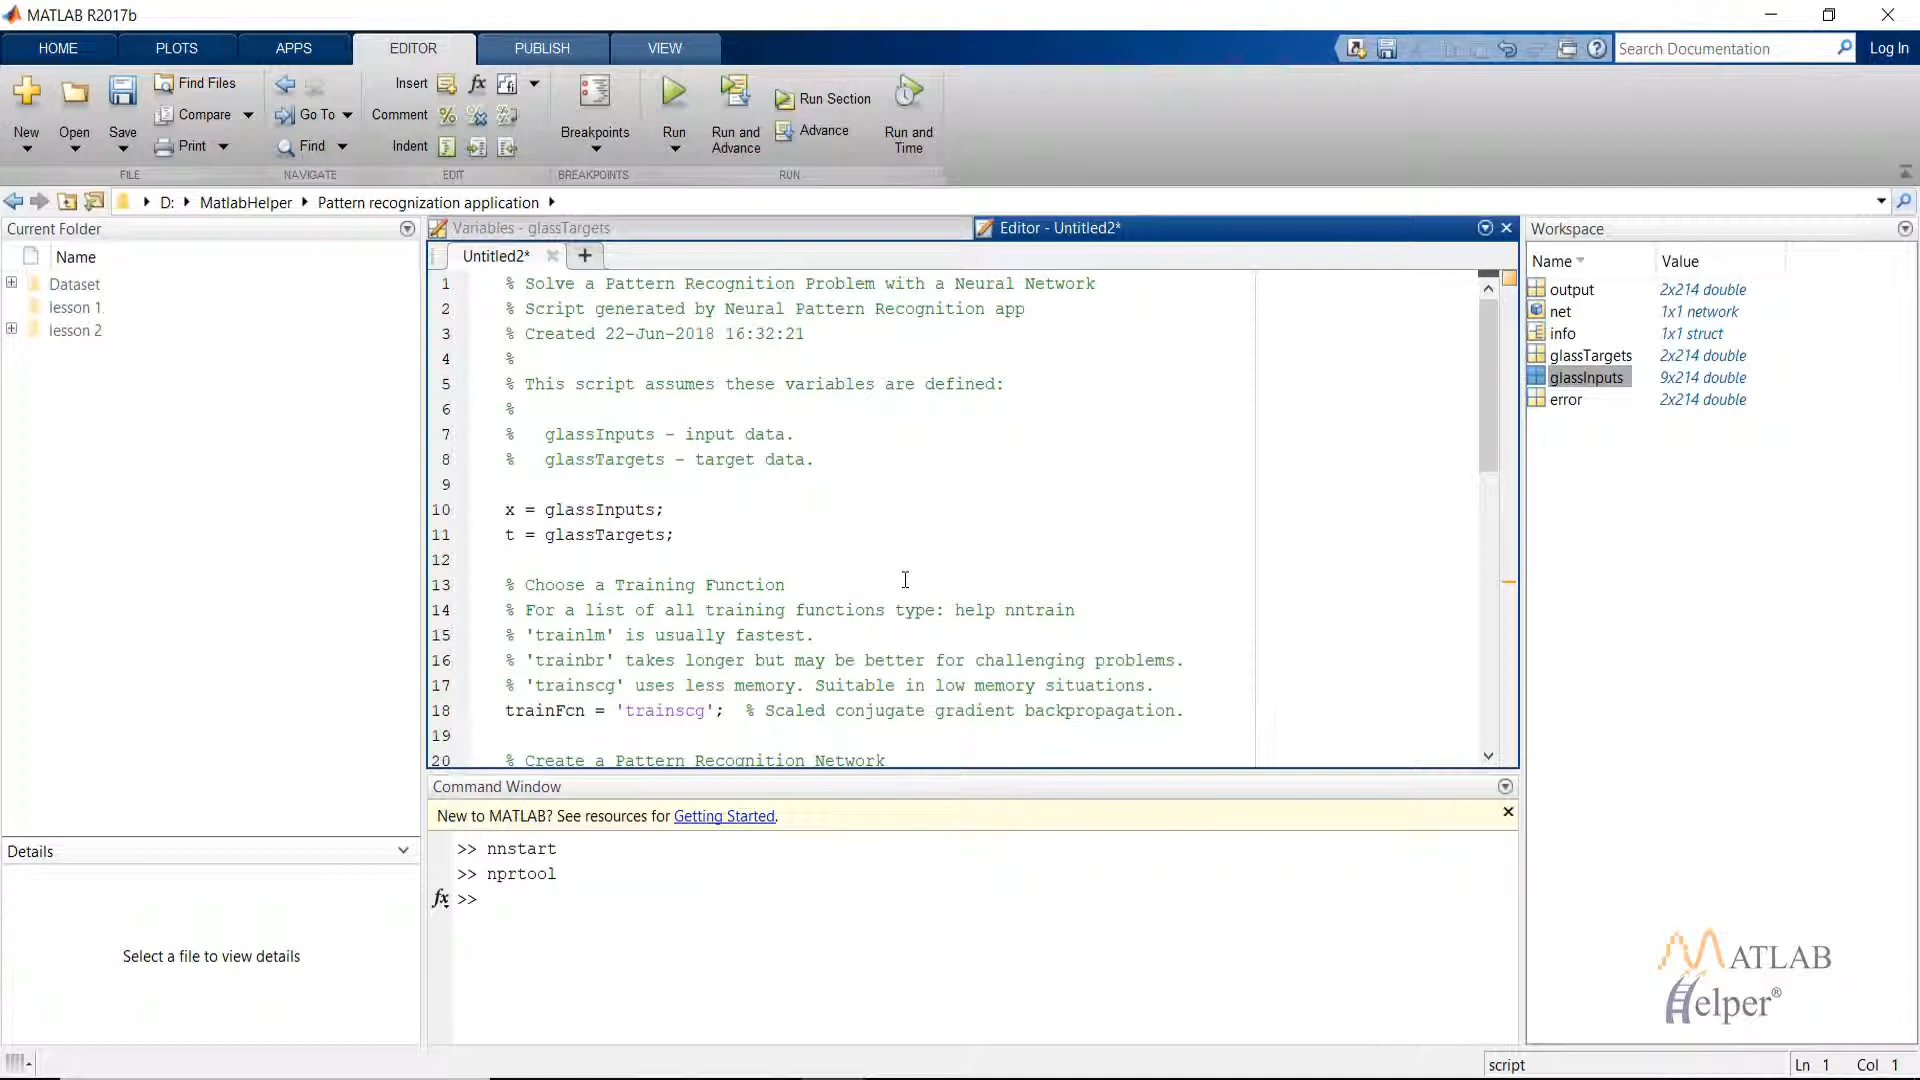 MATLAB R2017b
HOME
PLOTS
APPS
EDITOR
PUBLISH
VIEW
Search Documentation
Log In
New
Open
Save
Find Files
Compare
Print
FILE
Go To
Find
NAVIGATE
Insert
Comment
Indent
EDIT
Breakpoints
BREAKPOINTS
Run
Run and Advance
Run Section
Advance
Run and Time
RUN
D:
MatlabHelper
Pattern recognization application
Current Folder
Name
Dataset
lesson 1
lesson 2
Details
Select a file to view details
Variables - glassTargets
Editor - Untitled2*
Untitled2*
1 % Solve a Pattern Recognition Problem with a Neural Network
2 % Script generated by Neural Pattern Recognition app
3 % Created 22-Jun-2018 16:32:21
4 %
5 % This script assumes these variables are defined:
6 %
7 % glassInputs - input data.
8 % glassTargets - target data.
9
10 x = glassInputs;
11 t = glassTargets;
12
13 % Choose a Training Function
14 % For a list of all training functions type: help nntrain
15 % 'trainlm' is usually fastest.
16 % 'trainbr' takes longer but may be better for challenging problems.
17 % 'trainscg' uses less memory. Suitable in low memory situations.
18 trainFcn = 'trainscg'; % Scaled conjugate gradient backpropagation.
19
20 % Create a Pattern Recognition Network
Command Window
New to MATLAB? See resources for Getting Started.
>> nnstart
>> nprtool
fx >>
Workspace
Name Value
output 2x214 double
net 1x1 network
info 1x1 struct
glassTargets 2x214 double
glassInputs 9x214 double
error 2x214 double
MATLAB
Helper®
script
Ln 1 Col 1